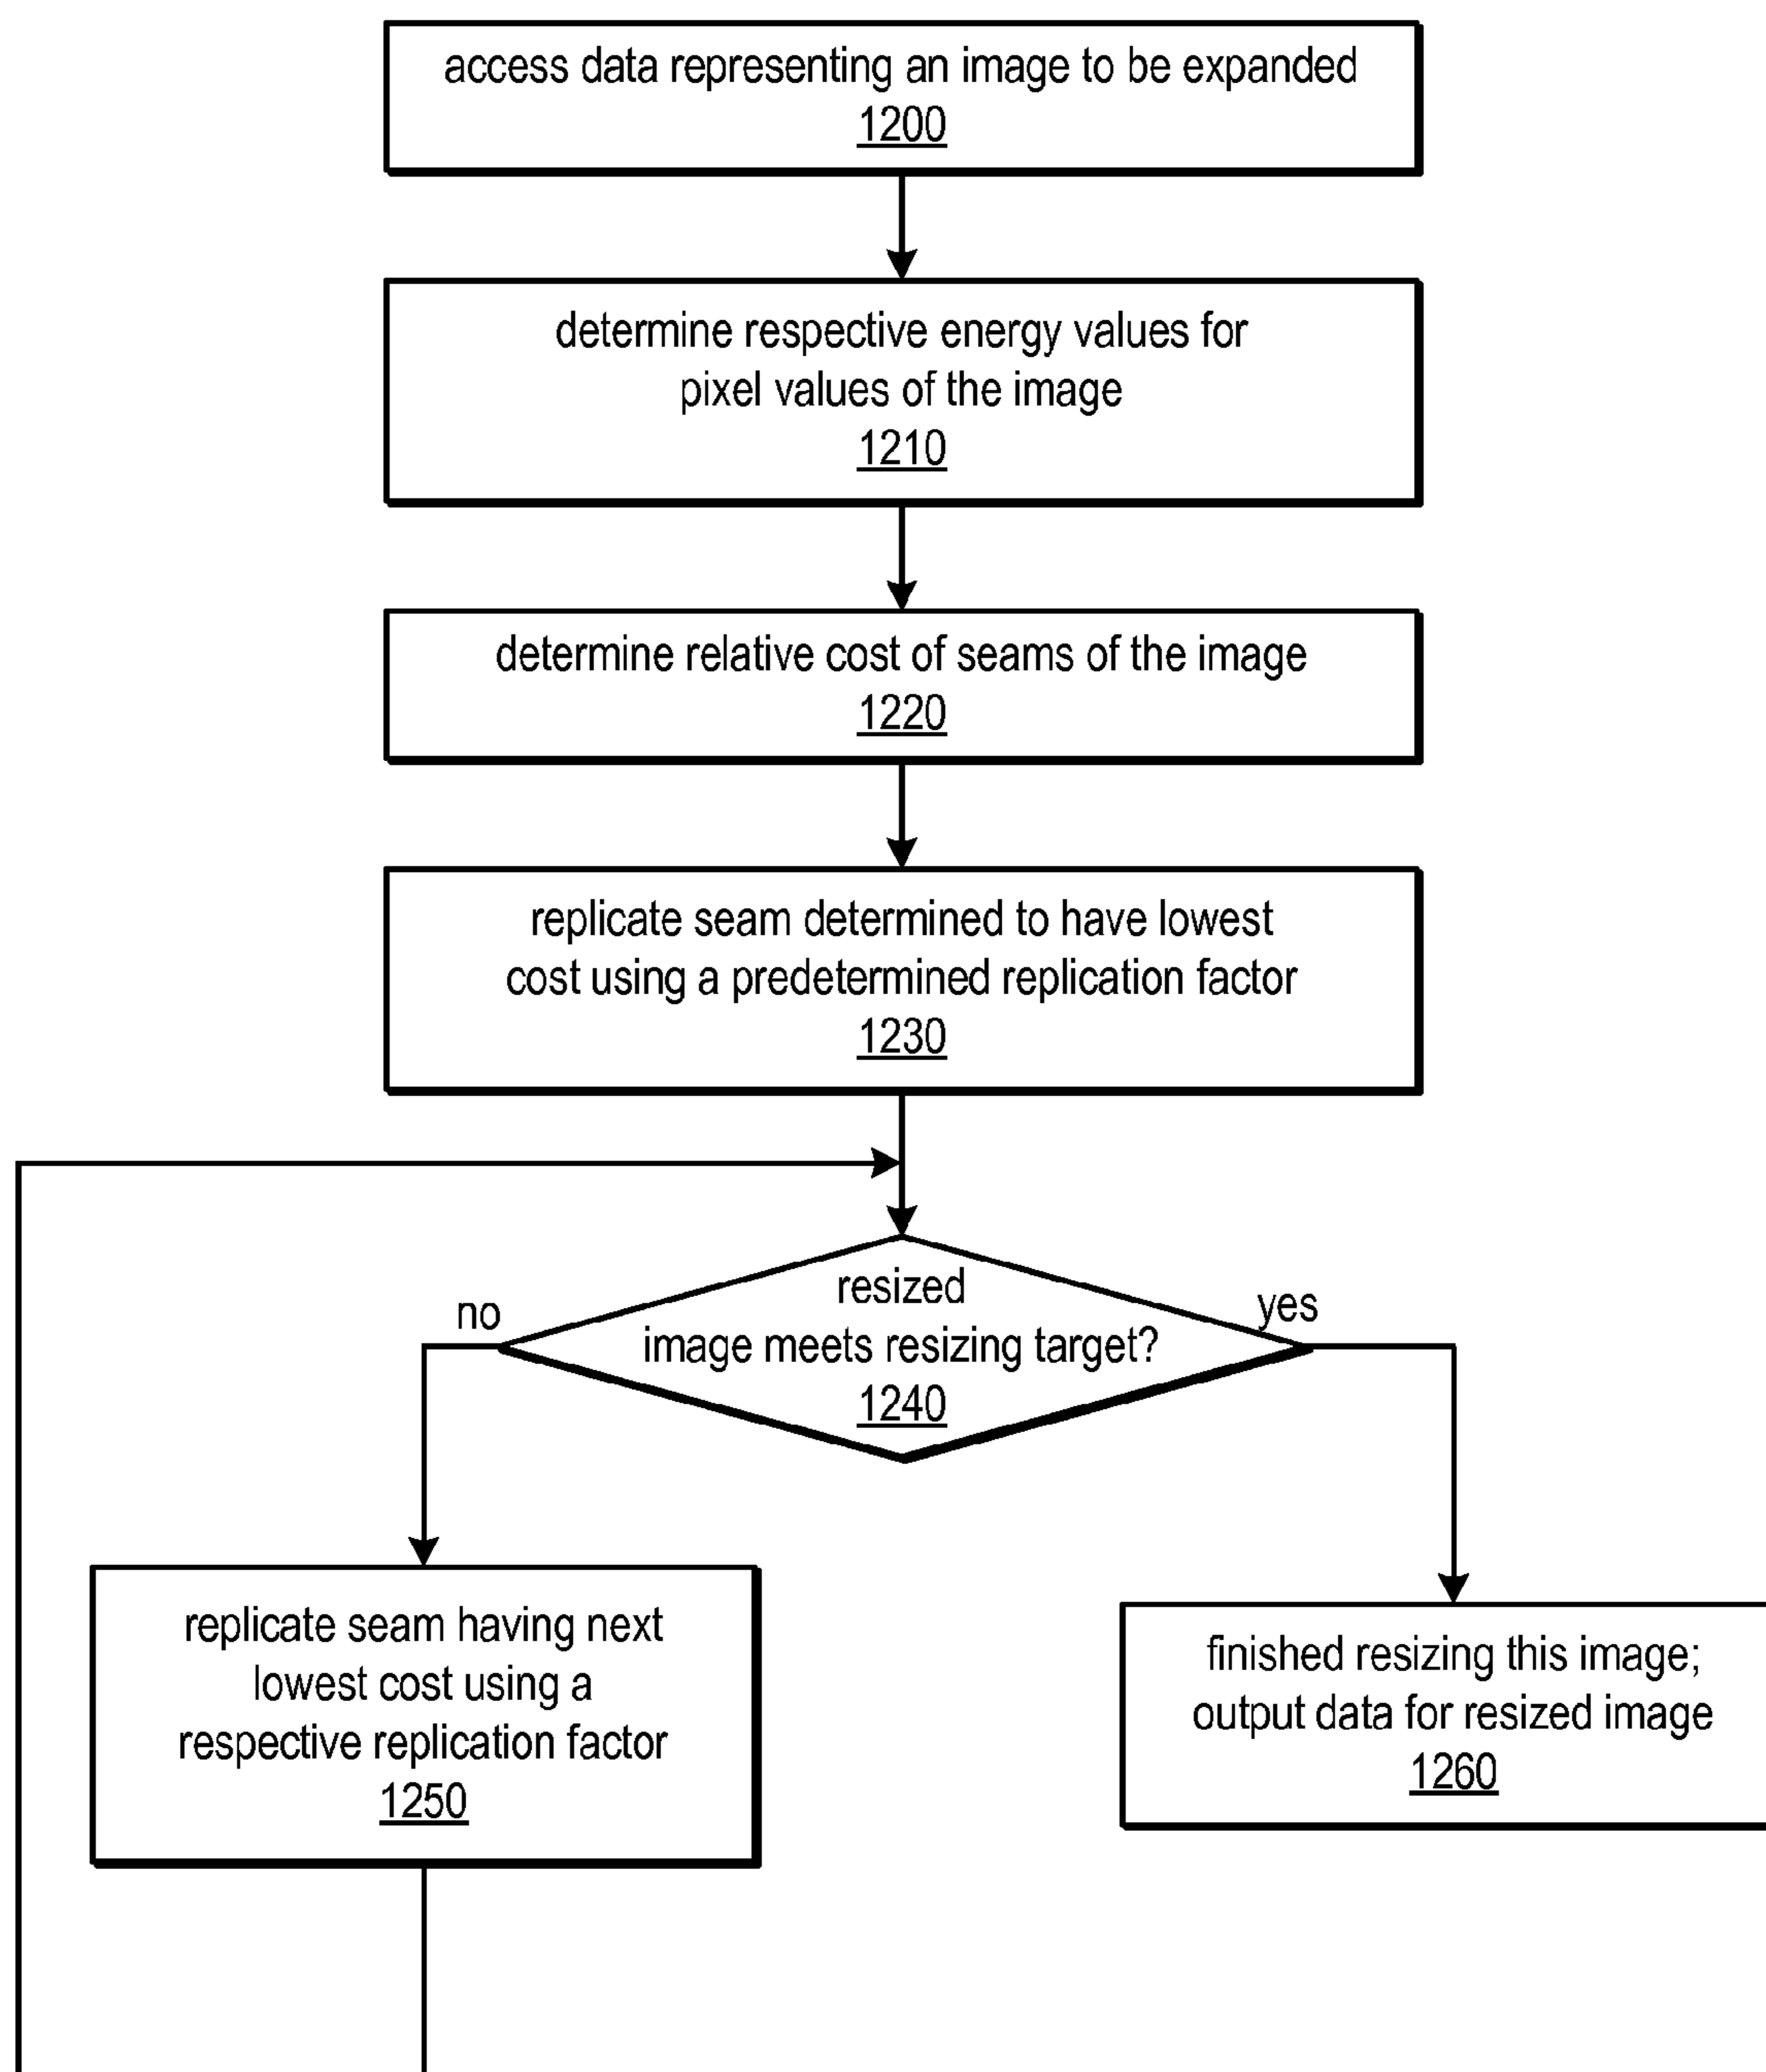 access data representing an image to be expanded
1200
determine respective energy values for
pixel values of the image
1210
determine relative cost of seams of the image
1220
replicate seam determined to have lowest
cost using a predetermined replication factor
1230
resized
image meets resizing target?
1240
no
yes
replicate seam having next
lowest cost using a
respective replication factor
1250
finished resizing this image;
output data for resized image
1260